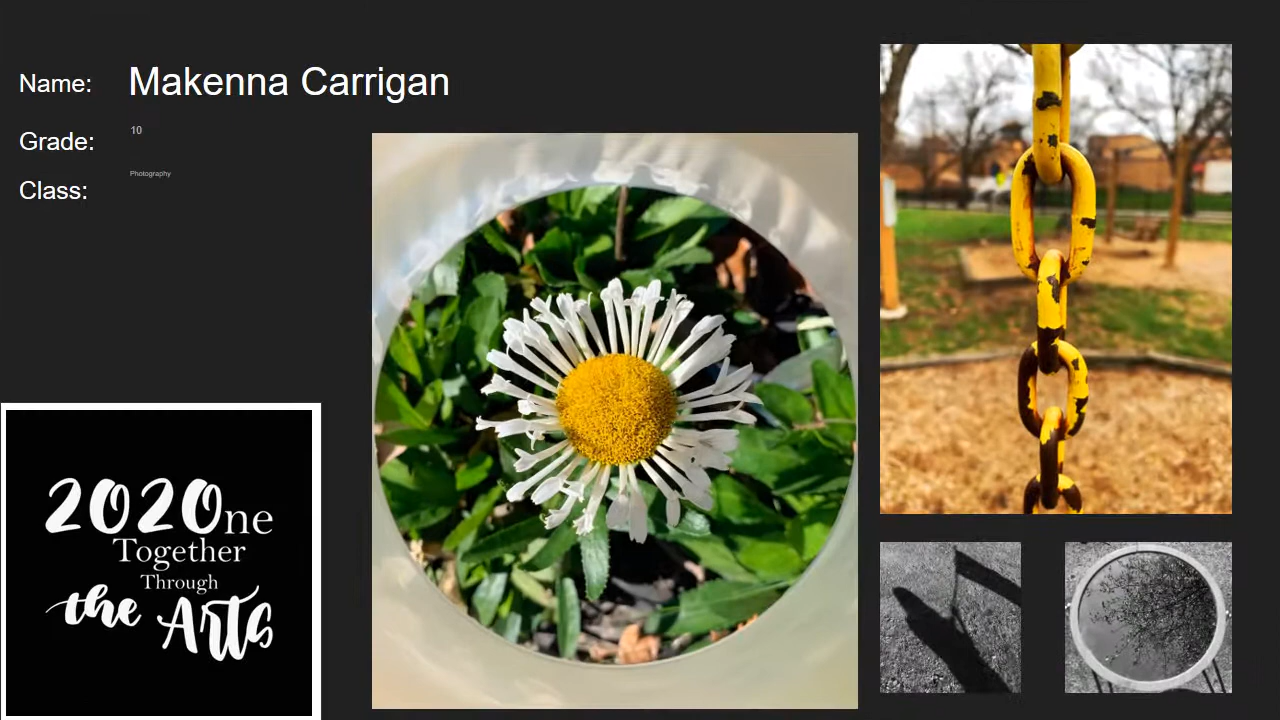 Name: Makenna Carrigan
Grade: 10
Class: Photography
2020ne
Together
Through
the Arts